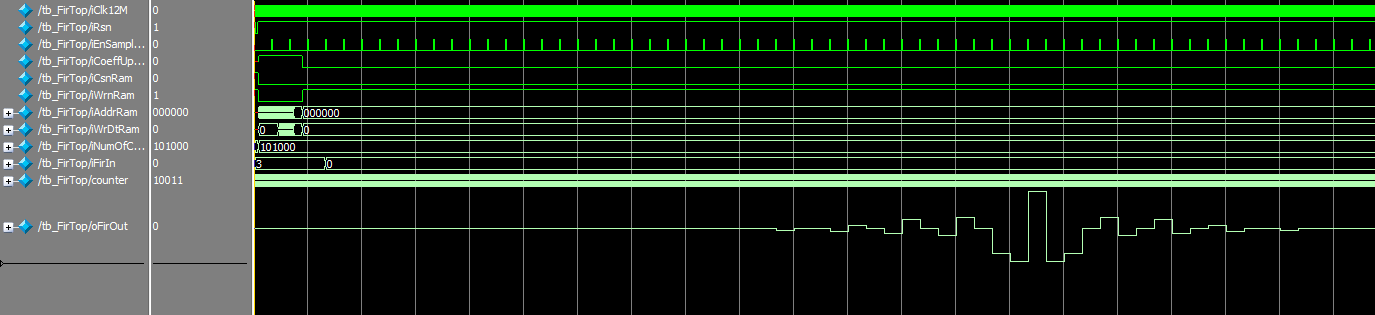 /tb_FirTop/iClk12M 0
/tb_FirTop/iRsn 1
/tb_FirTop/iEnSampl... 0
/tb_FirTop/iCoeffUp... 0
/tb_FirTop/iCsnRam 0
/tb_FirTop/iWrnRam 1
/tb_FirTop/iAddrRam 000000 000000
/tb_FirTop/iWrDtRam 0 0 0
/tb_FirTop/iNumOfC... 101000 101000
/tb_FirTop/iFirIn 0 3 0
/tb_FirTop/counter 10011
/tb_FirTop/oFirOut 0